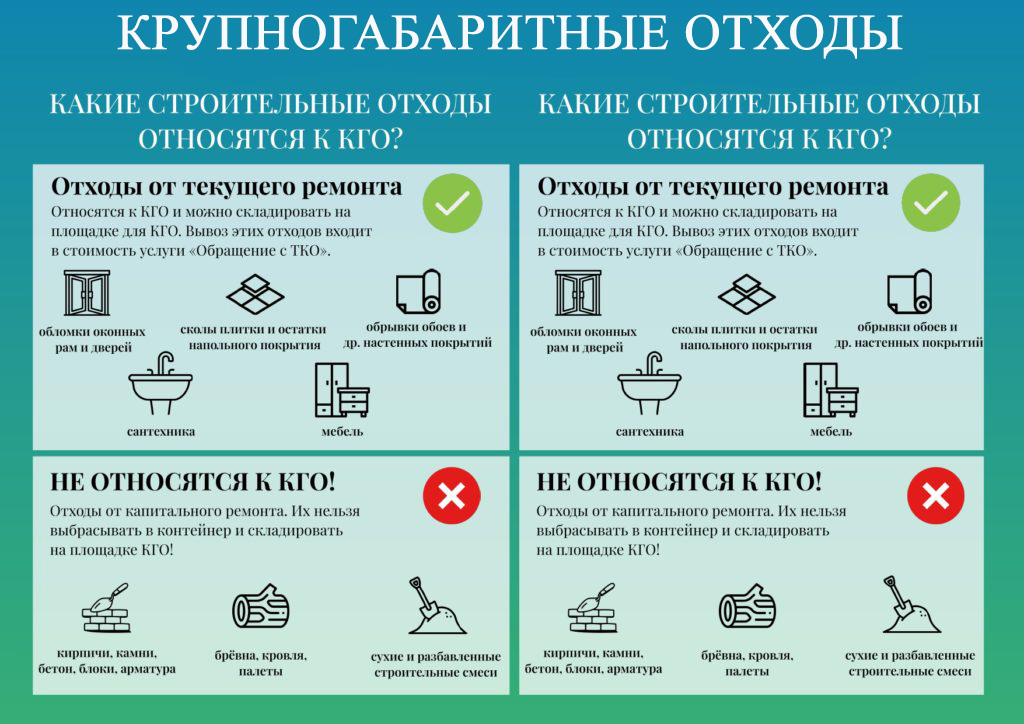 КРУПНОГАБАРИТНЫЕ ОТХОДЫ
КАКИЕ СТРОИТЕЛЬНЫЕ ОТХОДЫ
ОТНОСЯТСЯ К КГО?
Отходы от текущего ремонта
Относятся к КГО и можно складировать на
площадке для КГО. Вывоз этих отходов входит
в стоимость услуги «Обращение с ТКО».
обломки оконных
рам и дверей
сколы плитки и остатки
напольного покрытия
обрывки обоев и
др. настенных покрытий
сантехника
мебель
НЕ ОТНОСЯТСЯ К КГО!
Отходы от капитального ремонта. Их нельзя
выбрасывать в контейнер и складировать
на площадке КГО!
кирпичи, камни,
бетон, блоки, арматура
брёвна, кровля,
палеты
сухие и разбавленные
строительные смеси
КАКИЕ СТРОИТЕЛЬНЫЕ ОТХОДЫ
ОТНОСЯТСЯ К КГО?
Отходы от текущего ремонта
Относятся к КГО и можно складировать на
площадке для КГО. Вывоз этих отходов входит
в стоимость услуги «Обращение с ТКО».
обломки оконных
рам и дверей
сколы плитки и остатки
напольного покрытия
обрывки обоев и
др. настенных покрытий
сантехника
мебель
НЕ ОТНОСЯТСЯ К КГО!
Отходы от капитального ремонта. Их нельзя
выбрасывать в контейнер и складировать
на площадке КГО!
кирпичи, камни,
бетон, блоки, арматура
брёвна, кровля,
палеты
сухие и разбавленные
строительные смеси